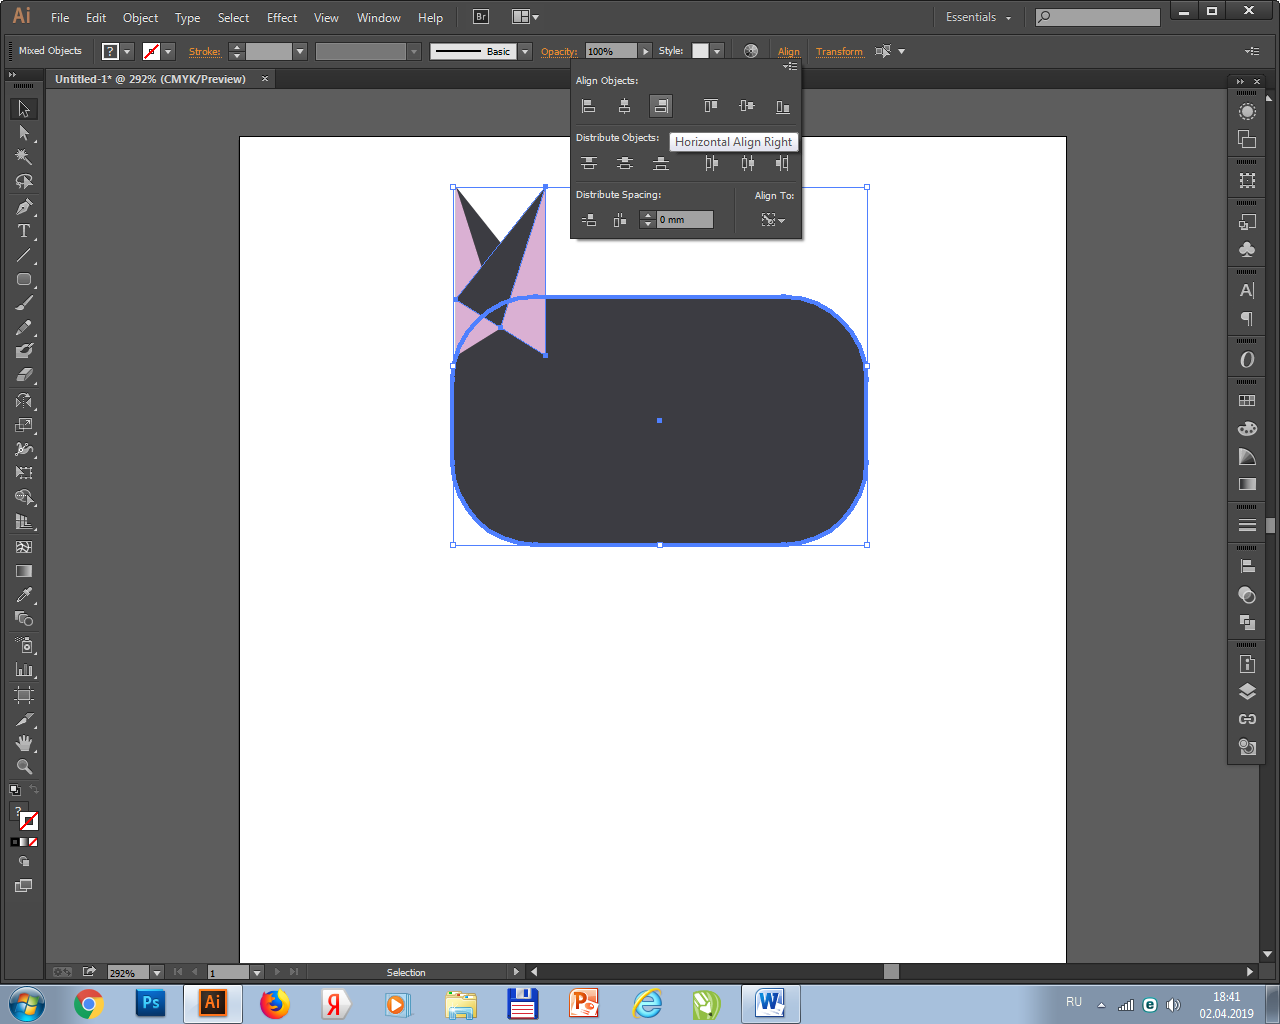 Ai File Edit Object Type Select Effect View Window Help Br Essentials
Mixed Objects ? Stroke: Basic Opacity: 100% Style: Align Transform
Untitled-1* @ 292% (CMYK/Preview) ×
Align Objects:
Distribute Objects:
Horizontal Align Right
Distribute Spacing:
Align To:
0 mm
T
A
?
292% 1 Selection
Ps Ai Я P W
RU
18:41
02.04.2019